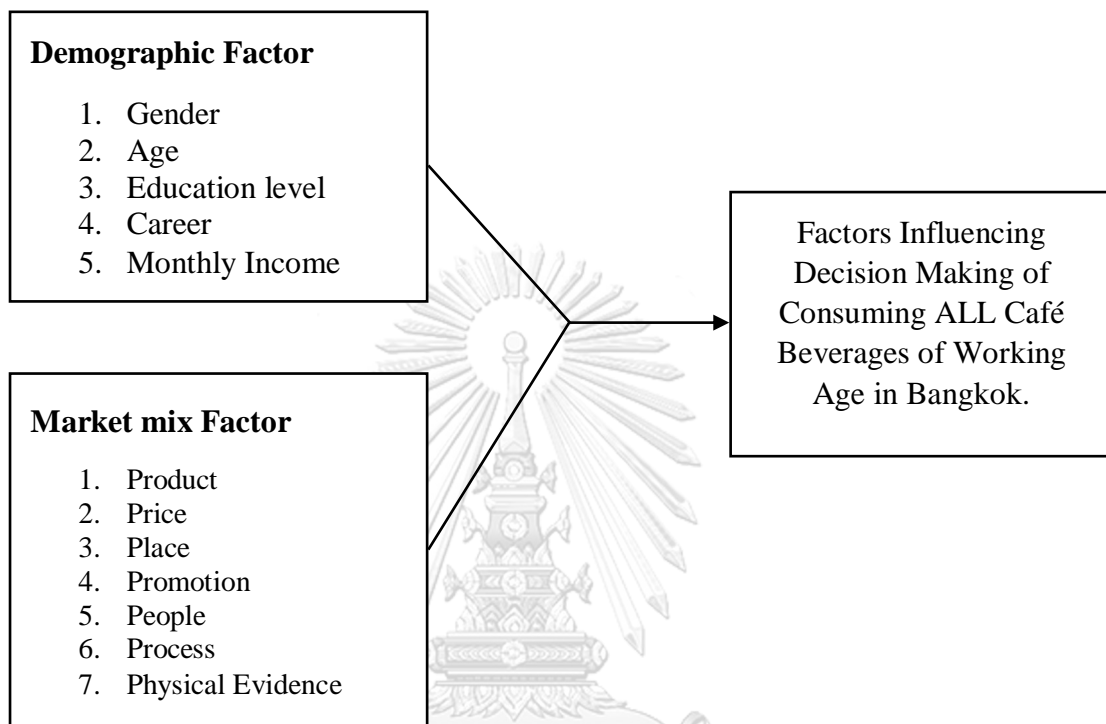 Demographic Factor
1. Gender
2. Age
3. Education level
4. Career
5. Monthly Income
Market mix Factor
1. Product
2. Price
3. Place
4. Promotion
5. People
6. Process
7. Physical Evidence
Factors Influencing
Decision Making of
Consuming ALL Café
Beverages of Working
Age in Bangkok.